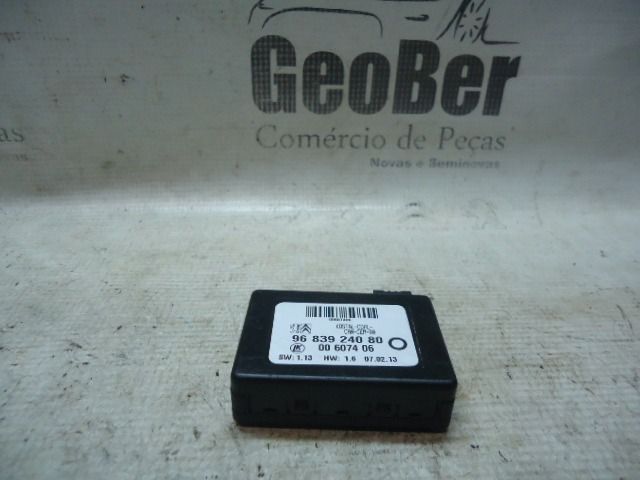 GeoBer
Comércio de Peças
Novas e Seminovas
as
96 839 240 80
00 6074 06
SW: 1.13 HW: 1.6 07.02.13